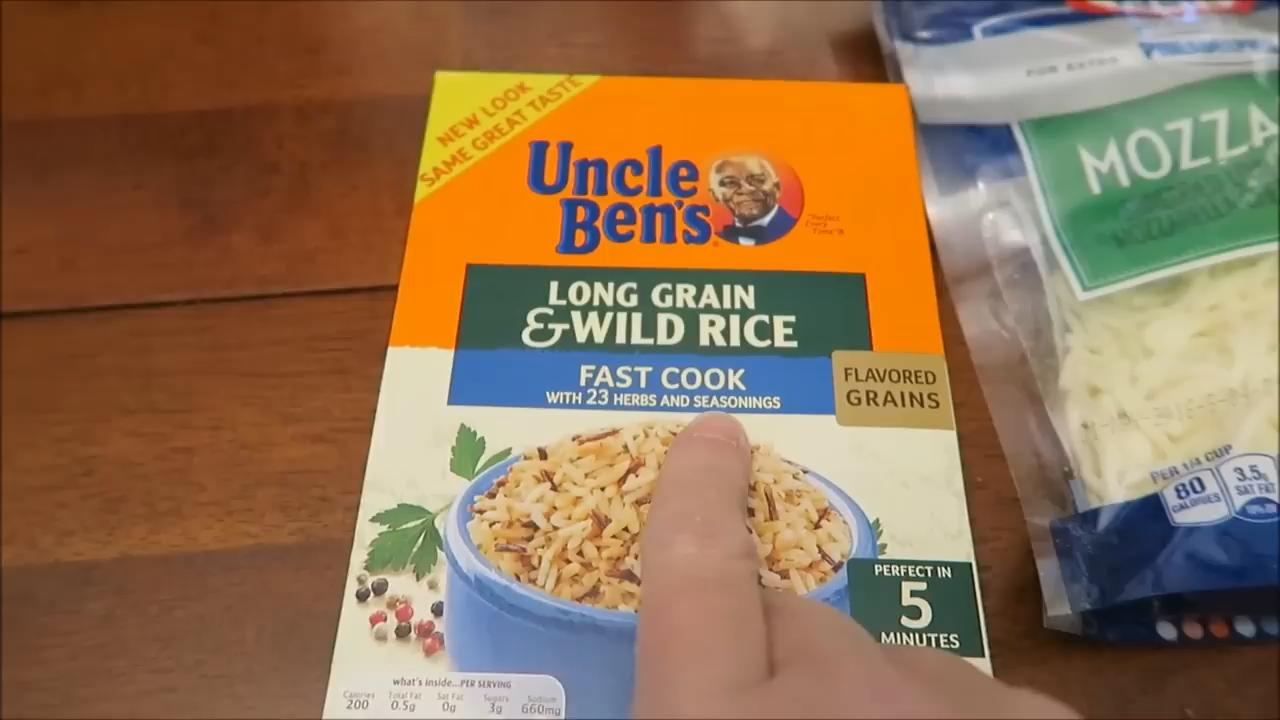 NEW LOOK
SAME GREAT TASTE
Uncle
Ben's
"Perfect
Every
Time"®
LONG GRAIN
& WILD RICE
FAST COOK
WITH 23 HERBS AND SEASONINGS
FLAVORED
GRAINS
PERFECT IN
5
MINUTES
what's inside...PER SERVING
Calories
200
Total Fat
0.5g
Sat Fat
0g
Sugars
3g
Sodium
660mg
FOR EXTRA
MOZZA
PER 1/4 CUP
80
CALORIES
3.5g
SAT FAT